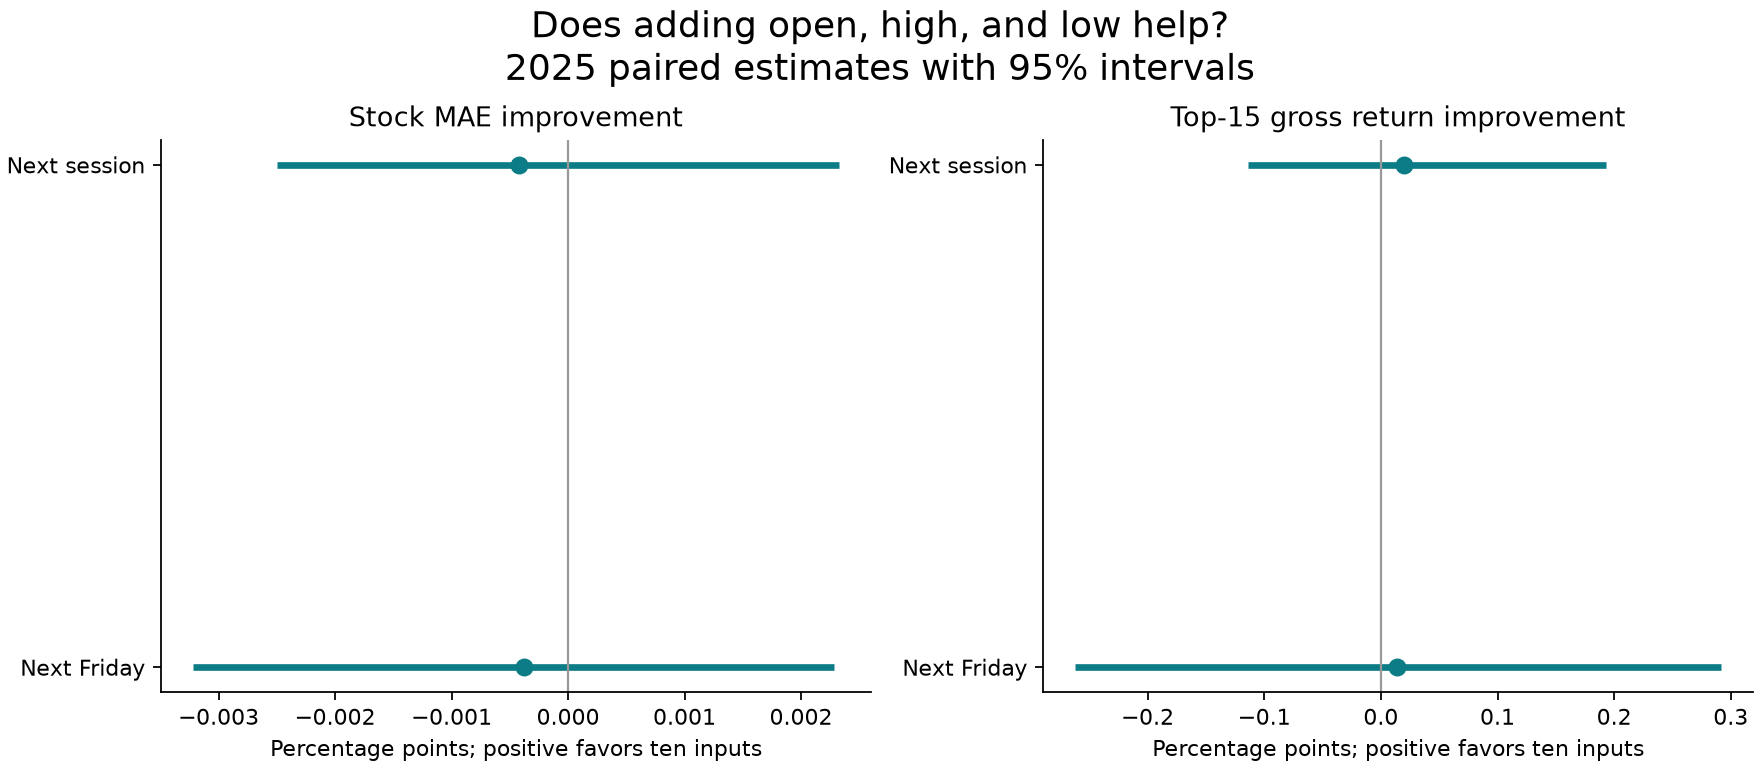 Does adding open, high, and low help?
2025 paired estimates with 95% intervals
Stock MAE improvement
Next session
Next Friday
−0.003 −0.002 −0.001 0.000 0.001 0.002
Percentage points; positive favors ten inputs
Top-15 gross return improvement
Next session
Next Friday
−0.2 −0.1 0.0 0.1 0.2 0.3
Percentage points; positive favors ten inputs